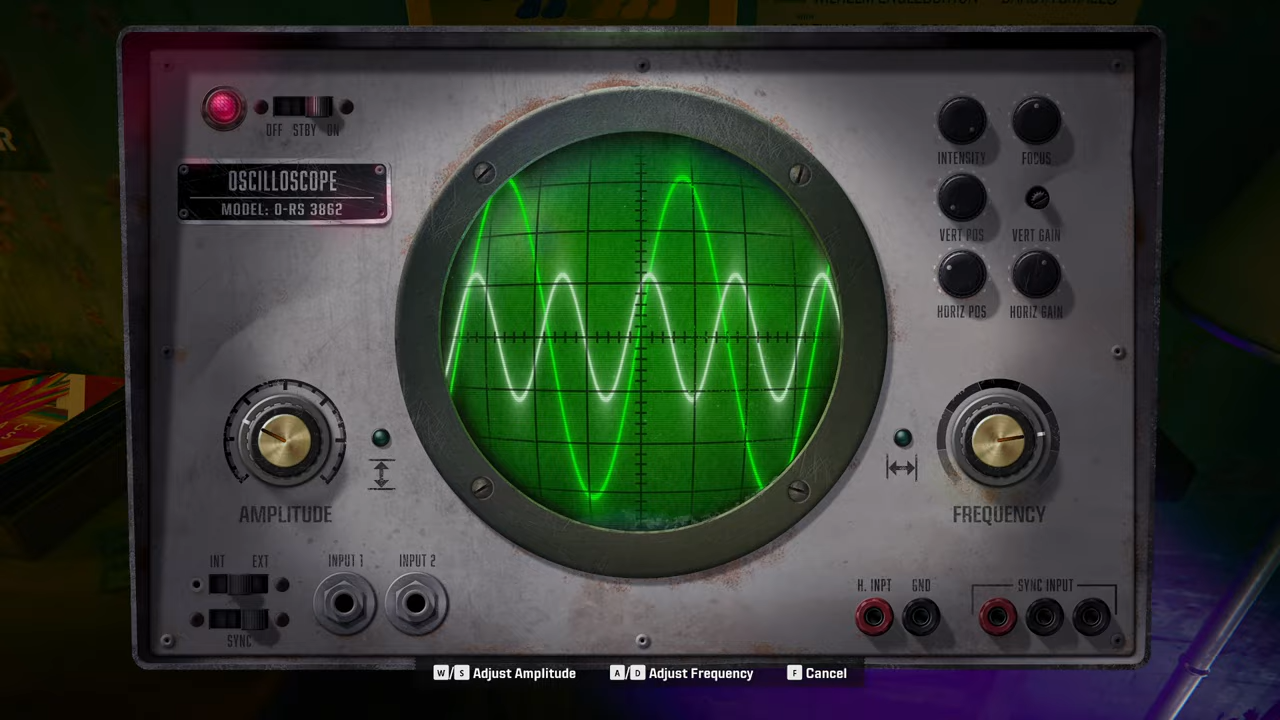 OFF STBY ON
OSCILLOSCOPE
MODEL: O-RS 3862
INTENSITY
FOCUS
VERT POS
VERT GAIN
HORIZ POS
HORIZ GAIN
AMPLITUDE
FREQUENCY
INT
EXT
INPUT 1
INPUT 2
SYNC
H. INPT
GND
SYNC INPUT
W/S Adjust Amplitude
A/D Adjust Frequency
F Cancel